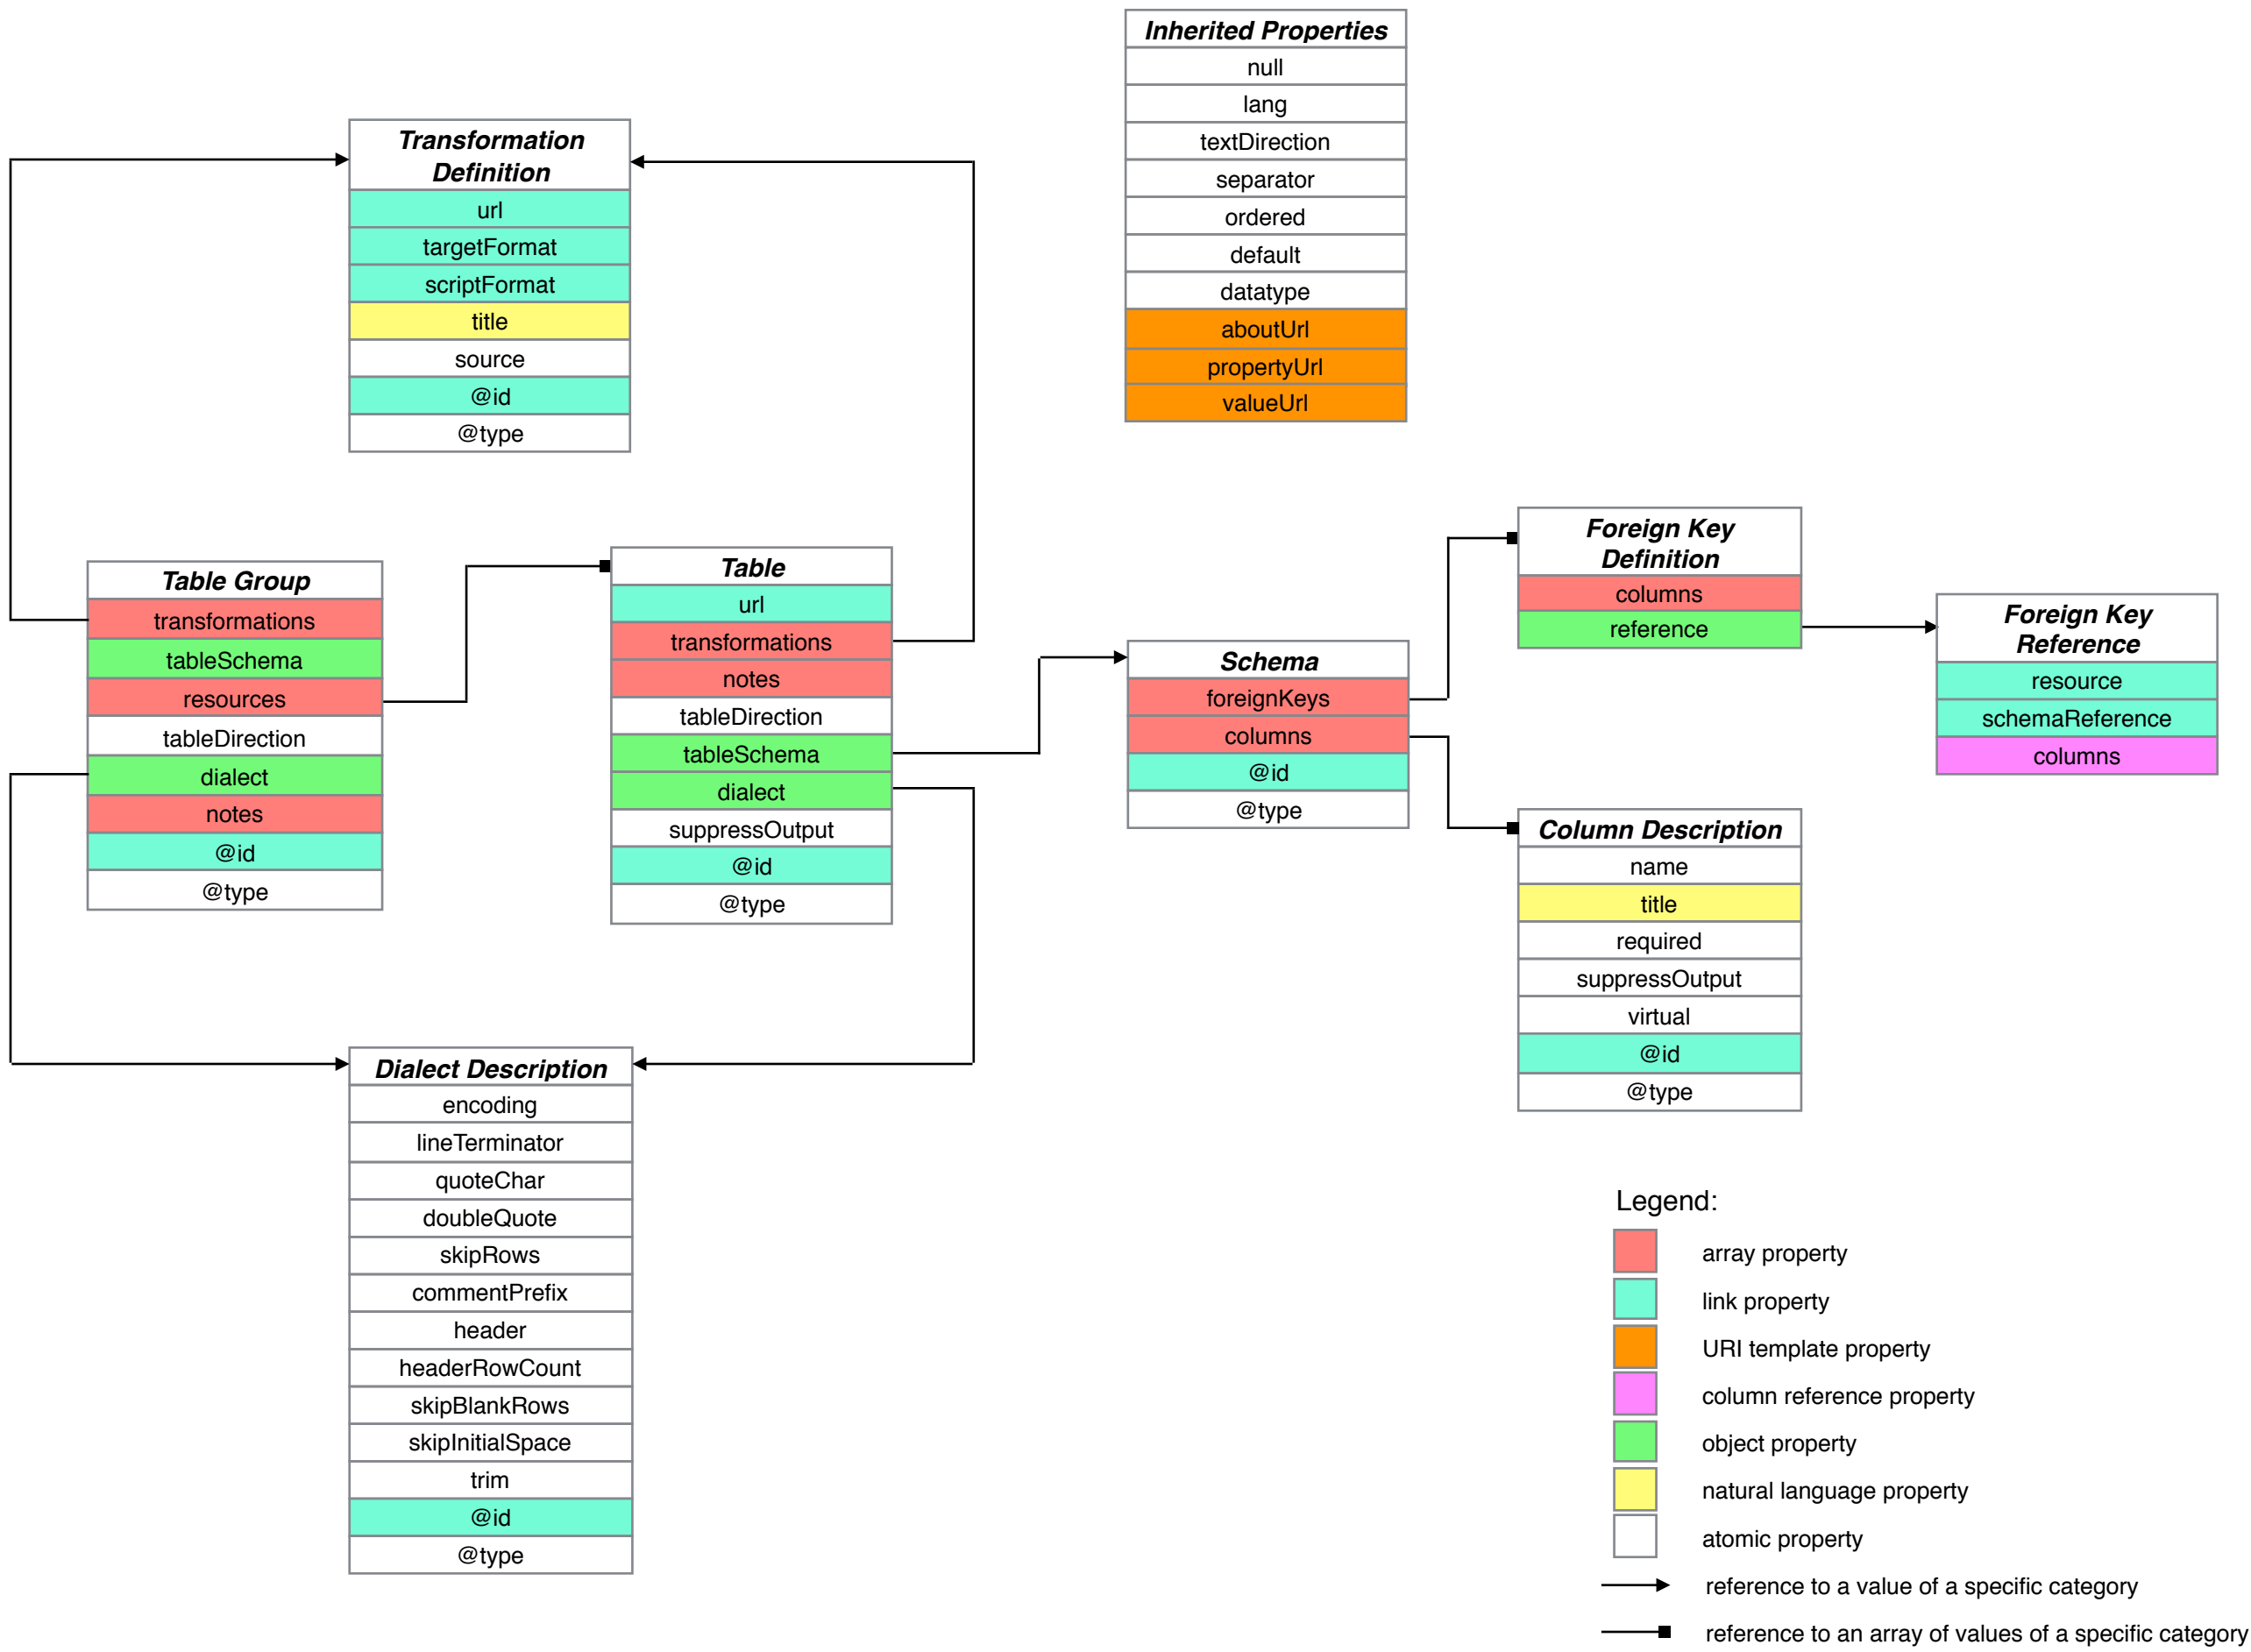 Inherited Properties
null
lang
textDirection
separator
ordered
default
datatype
aboutUrl
propertyUrl
valueUrl
Transformation
Definition
url
targetFormat
scriptFormat
title
source
@id
@type
Table Group
transformations
tableSchema
resources
tableDirection
dialect
notes
@id
@type
Table
url
transformations
notes
tableDirection
tableSchema
dialect
suppressOutput
@id
@type
Schema
foreignKeys
columns
@id
@type
Foreign Key
Definition
columns
reference
Foreign Key
Reference
resource
schemaReference
columns
Column Description
name
title
required
suppressOutput
virtual
@id
@type
Dialect Description
encoding
lineTerminator
quoteChar
doubleQuote
skipRows
commentPrefix
header
headerRowCount
skipBlankRows
skipInitialSpace
trim
@id
@type
Legend:
array property
link property
URI template property
column reference property
object property
natural language property
atomic property
reference to a value of a specific category
reference to an array of values of a specific category